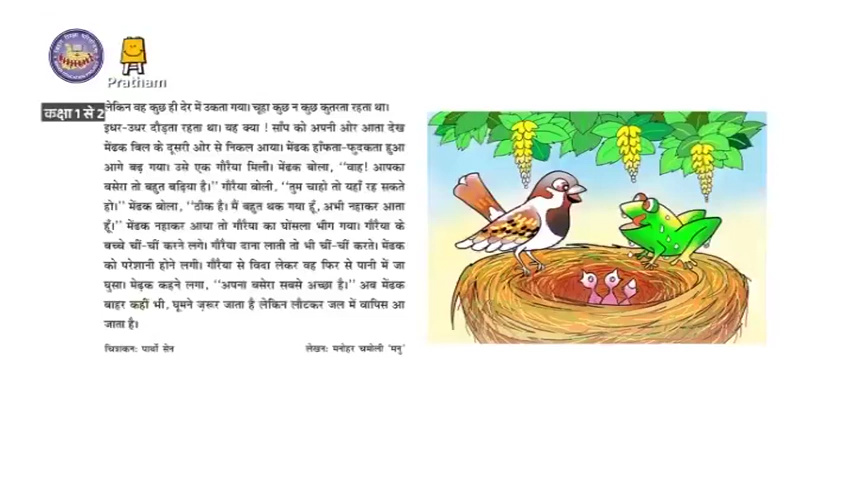 Pratham
कक्षा 1 से 2
लेकिन वह कुछ ही देर में उकता गया। चूहा कुछ न कुछ कुतरता रहता था।
इधर-उधर दौड़ता रहता था। यह क्या ! साँप को अपनी ओर आता देख
मेंढक बिल के दूसरी ओर से निकल आया। मेंढक हाँफता-फुदकता हुआ
आगे बढ़ गया। उसे एक गौरैया मिली। मेंढक बोला, ‘‘वाह! आपका
बसेरा तो बहुत बढ़िया है।’’ गौरैया बोली, ‘‘तुम चाहो तो यहाँ रह सकते
हो।’’ मेंढक बोला, ‘‘ठीक है। मैं बहुत थक गया हूँ, अभी नहाकर आता
हूँ।’’ मेंढक नहाकर आया तो गौरैया का घोंसला भीग गया। गौरैया के
बच्चे चीं-चीं करने लगे। गौरैया दाना लाती तो भी चीं-चीं करते। मेंढक
को परेशानी होने लगी। गौरैया से विदा लेकर वह फिर से पानी में जा
घुसा। मेढ़क कहने लगा, ‘‘अपना बसेरा सबसे अच्छा है।’’ अब मेंढक
बाहर कहीं भी, घूमने ज़रूर जाता है लेकिन लौटकर जल में वापिस आ
जाता है।
चित्रांकन: पार्थो सेन
लेखन: मनोहर चमोली ‘मनु’